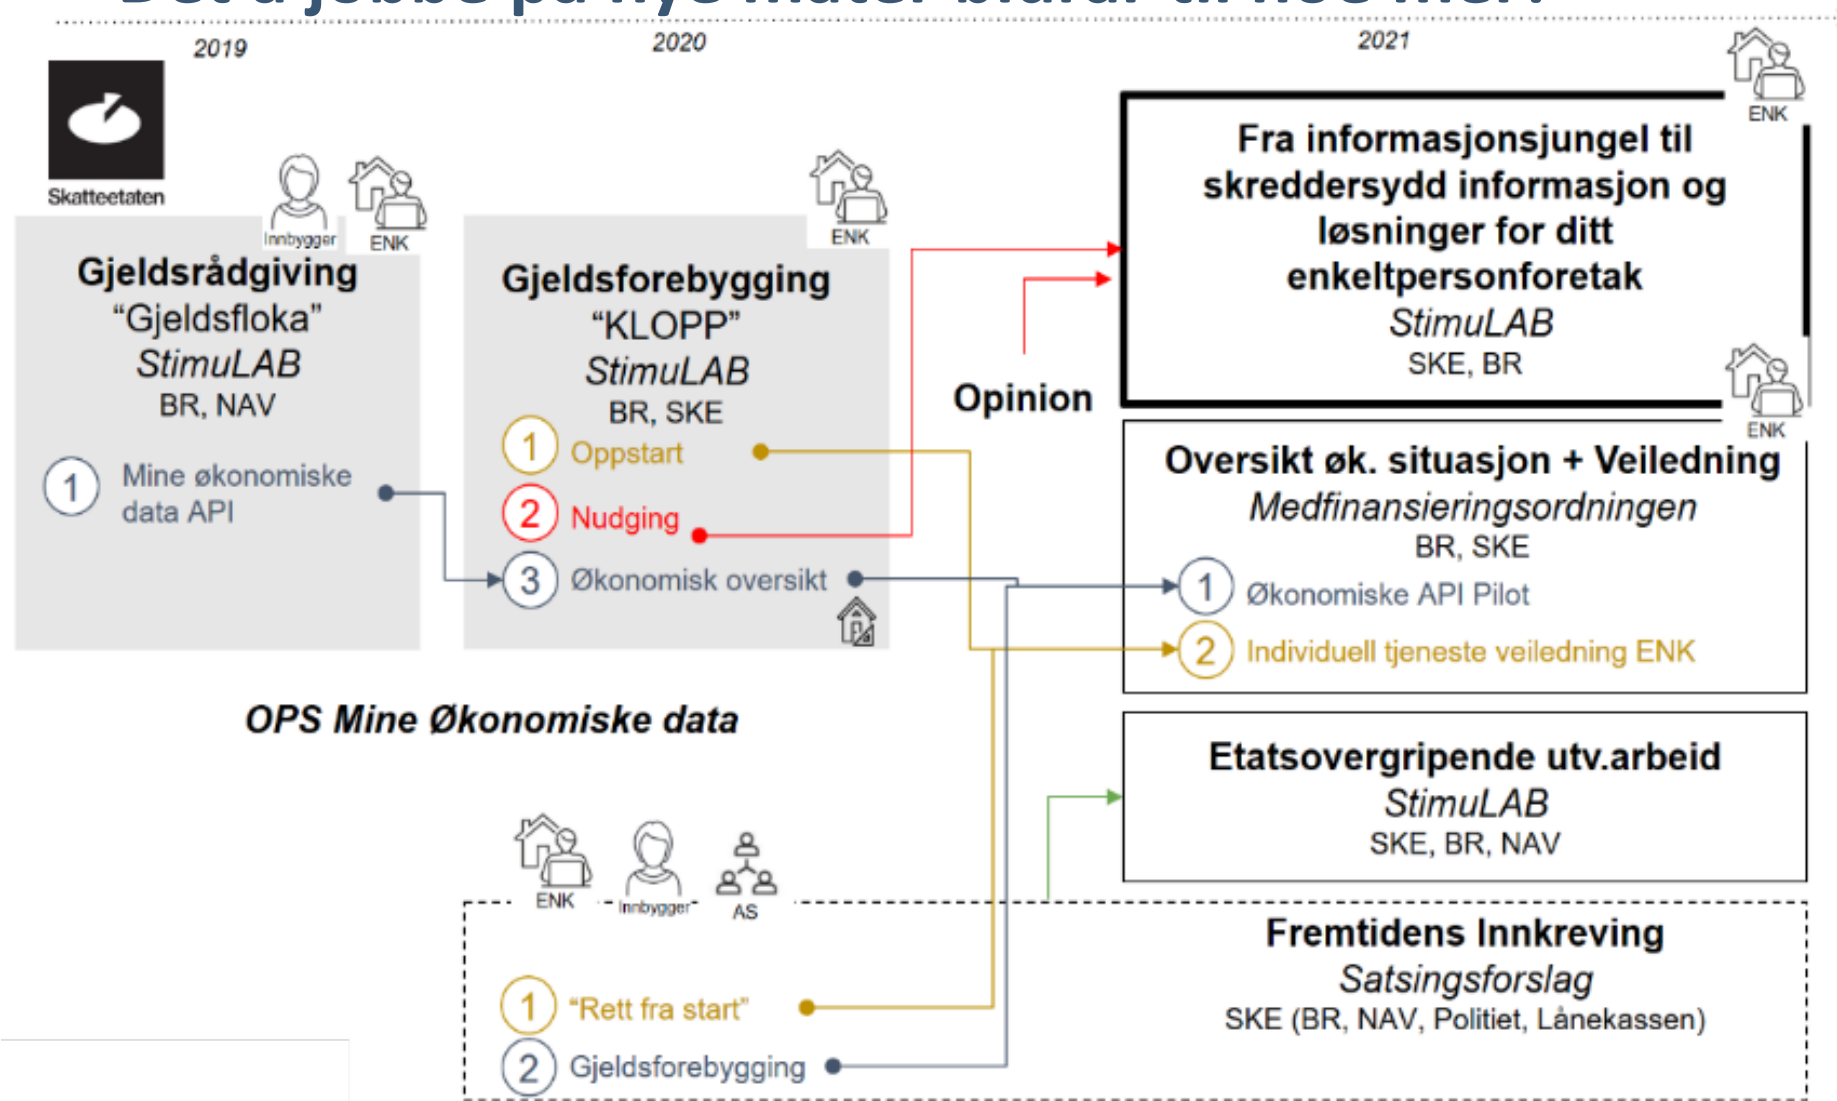 2019
2020
2021
Skatteetaten
Innbygger
ENK
Gjeldsrådgiving
“Gjeldsfloka”
StimuLAB
BR, NAV
1 Mine økonomiske
data API
ENK
Gjeldsforebygging
“KLOPP”
StimuLAB
BR, SKE
1 Oppstart
2 Nudging
3 Økonomisk oversikt
Opinion
ENK
Fra informasjonsjungel til
skreddersydd informasjon og
løsninger for ditt
enkeltpersonforetak
StimuLAB
SKE, BR
ENK
Oversikt øk. situasjon + Veiledning
Medfinansieringsordningen
BR, SKE
1 Økonomiske API Pilot
2 Individuell tjeneste veiledning ENK
OPS Mine Økonomiske data
Etatsovergripende utv.arbeid
StimuLAB
SKE, BR, NAV
ENK
Innbygger
AS
Fremtidens Innkreving
Satsingsforslag
SKE (BR, NAV, Politiet, Lånekassen)
1 “Rett fra start”
2 Gjeldsforebygging